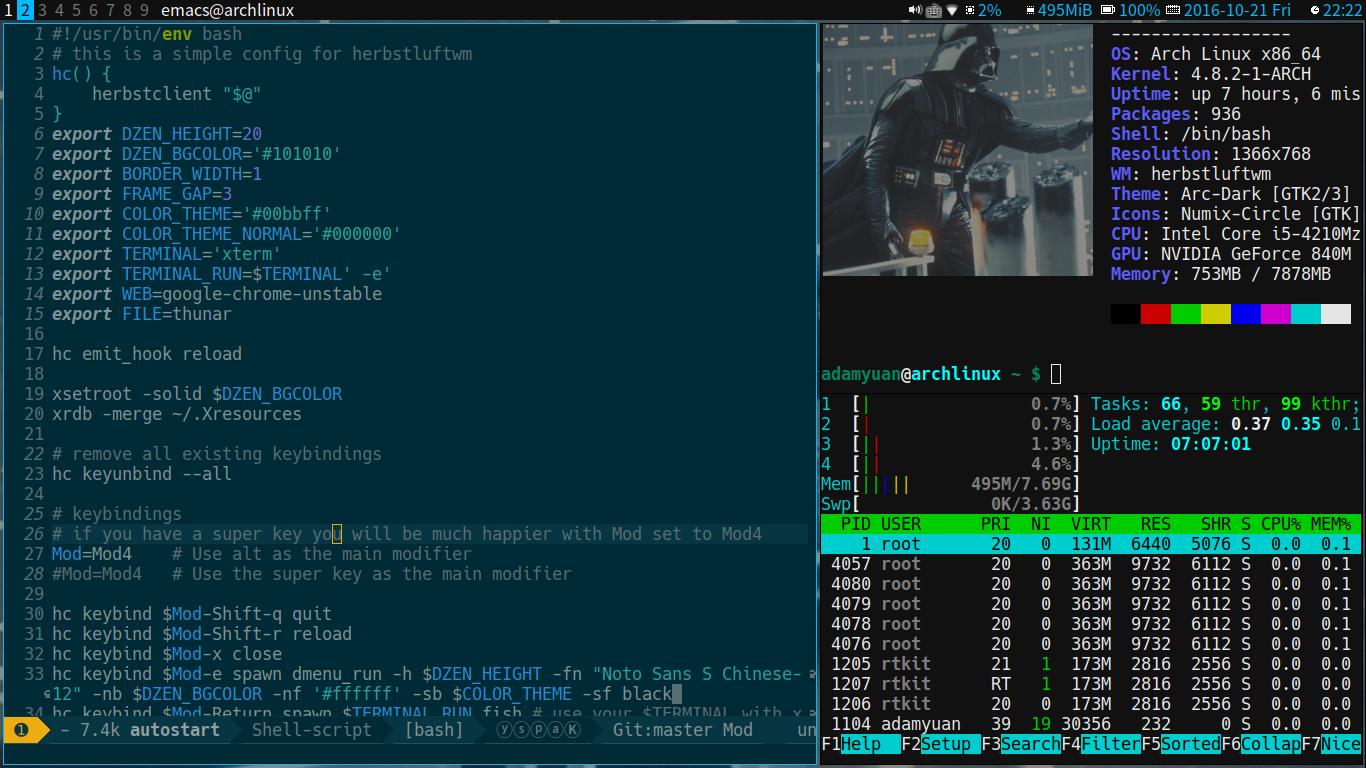 1 2 3 4 5 6 7 8 9 emacs@archlinux 2% 495MiB 100% 2016-10-21 Fri 22:22
1 #!/usr/bin/env bash
2 # this is a simple config for herbstluftwm
3 hc() {
4     herbstclient "$@"
5 }
6 export DZEN_HEIGHT=20
7 export DZEN_BGCOLOR='#101010'
8 export BORDER_WIDTH=1
9 export FRAME_GAP=3
10 export COLOR_THEME='#00bbff'
11 export COLOR_THEME_NORMAL='#000000'
12 export TERMINAL='xterm'
13 export TERMINAL_RUN=$TERMINAL' -e'
14 export WEB=google-chrome-unstable
15 export FILE=thunar
16
17 hc emit_hook reload
18
19 xsetroot -solid $DZEN_BGCOLOR
20 xrdb -merge ~/.Xresources
21
22 # remove all existing keybindings
23 hc keyunbind --all
24
25 # keybindings
26 # if you have a super key you will be much happier with Mod set to Mod4
27 Mod=Mod4    # Use alt as the main modifier
28 #Mod=Mod4   # Use the super key as the main modifier
29
30 hc keybind $Mod-Shift-q quit
31 hc keybind $Mod-Shift-r reload
32 hc keybind $Mod-x close
33 hc keybind $Mod-e spawn dmenu_run -h $DZEN_HEIGHT -fn "Noto Sans S Chinese-
12" -nb $DZEN_BGCOLOR -nf '#ffffff' -sb $COLOR_THEME -sf black
34 hc keybind $Mod-Return spawn $TERMINAL_RUN fish # use your $TERMINAL with x
❶ - 7.4k autostart Shell-script [bash] ⓨⓢⓟⓐⓀ Git:master Mod un
------------------
OS: Arch Linux x86_64
Kernel: 4.8.2-1-ARCH
Uptime: up 7 hours, 6 mis
Packages: 936
Shell: /bin/bash
Resolution: 1366x768
WM: herbstluftwm
Theme: Arc-Dark [GTK2/3]
Icons: Numix-Circle [GTK]
CPU: Intel Core i5-4210Mz
GPU: NVIDIA GeForce 840M
Memory: 753MB / 7878MB
adamyuan@archlinux ~ $
1 [| 0.7%] Tasks: 66, 59 thr, 99 kthr;
2 [| 0.7%] Load average: 0.37 0.35 0.1
3 [|| 1.3%] Uptime: 07:07:01
4 [|| 4.6%]
Mem[||||| 495M/7.69G]
Swp[ 0K/3.63G]
PID USER PRI NI VIRT RES SHR S CPU% MEM%
1 root 20 0 131M 6440 5076 S 0.0 0.1
4057 root 20 0 363M 9732 6112 S 0.0 0.1
4080 root 20 0 363M 9732 6112 S 0.0 0.1
4079 root 20 0 363M 9732 6112 S 0.0 0.1
4078 root 20 0 363M 9732 6112 S 0.0 0.1
4076 root 20 0 363M 9732 6112 S 0.0 0.1
1205 rtkit 21 1 173M 2816 2556 S 0.0 0.0
1207 rtkit RT 1 173M 2816 2556 S 0.0 0.0
1206 rtkit 20 0 173M 2816 2556 S 0.0 0.0
1104 adamyuan 39 19 30356 232 0 S 0.0 0.0
F1Help F2Setup F3SearchF4FilterF5SortedF6CollapF7Nice